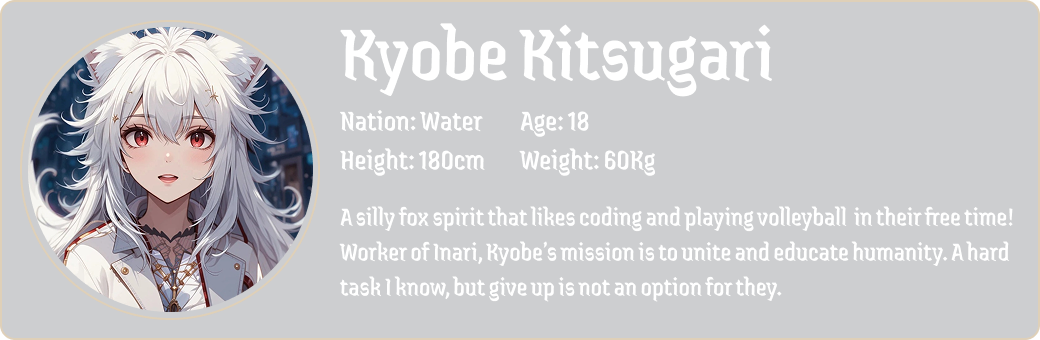 Kyobe Kitsugari
Nation: Water Age: 18
Height: 180cm Weight: 60Kg
A silly fox spirit that likes coding and playing volleyball in their free time!
Worker of Inari, Kyobe's mission is to unite and educate humanity. A hard
task I know, but give up is not an option for they.